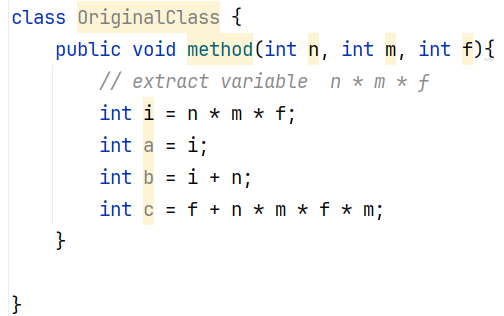 class OriginalClass {
public void method(int n, int m, int f){
// extract variable  n * m * f
int i = n * m * f;
int a = i;
int b = i + n;
int c = f + n * m * f * m;
}
}